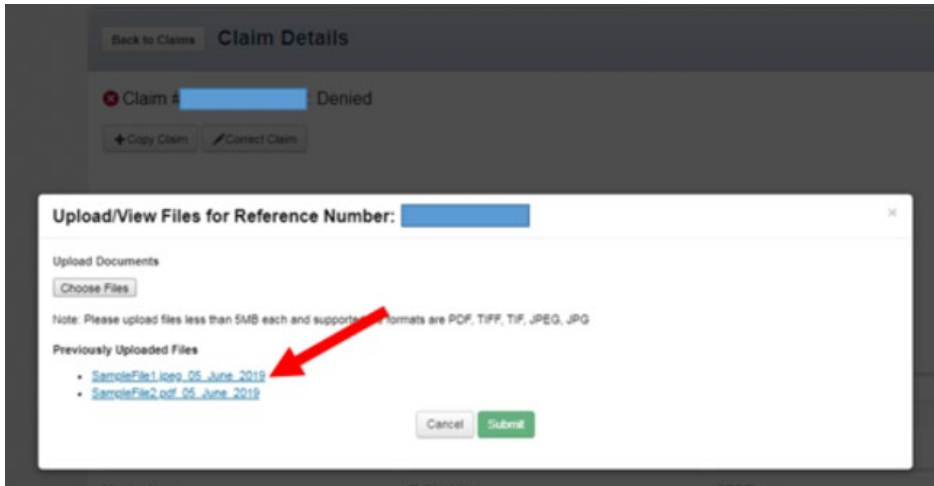 Back to Claims Claim Details
Claim # : Denied
+Copy Claim Correct Claim
Upload/View Files for Reference Number: ×
Upload Documents
Choose Files
Note: Please upload files less than 5MB each and supported formats are PDF, TIFF, TIF, JPEG, JPG
Previously Uploaded Files
• SampleFile1.jpeg_05_June_2019
• SampleFile2.pdf_05_June_2019
Cancel Submit